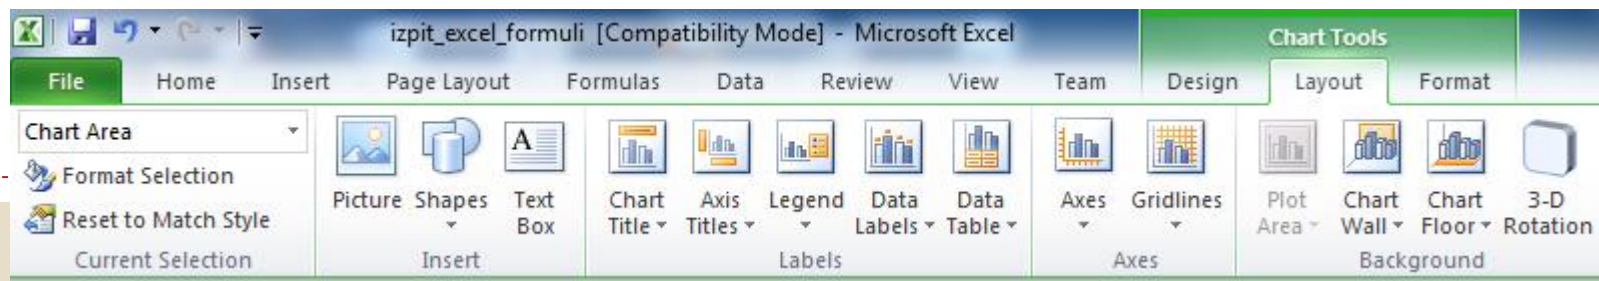 izpit_excel_formuli [Compatibility Mode] - Microsoft Excel
Chart Tools
File Home Insert Page Layout Formulas Data Review View Team Design Layout Format
Chart Area
Format Selection
Reset to Match Style
Current Selection
Picture
Shapes
Text
Box
Insert
Chart
Title
Axis
Titles
Legend
Data
Labels
Data
Table
Labels
Axes
Gridlines
Axes
Plot
Area
Chart
Wall
Chart
Floor
3-D
Rotation
Background